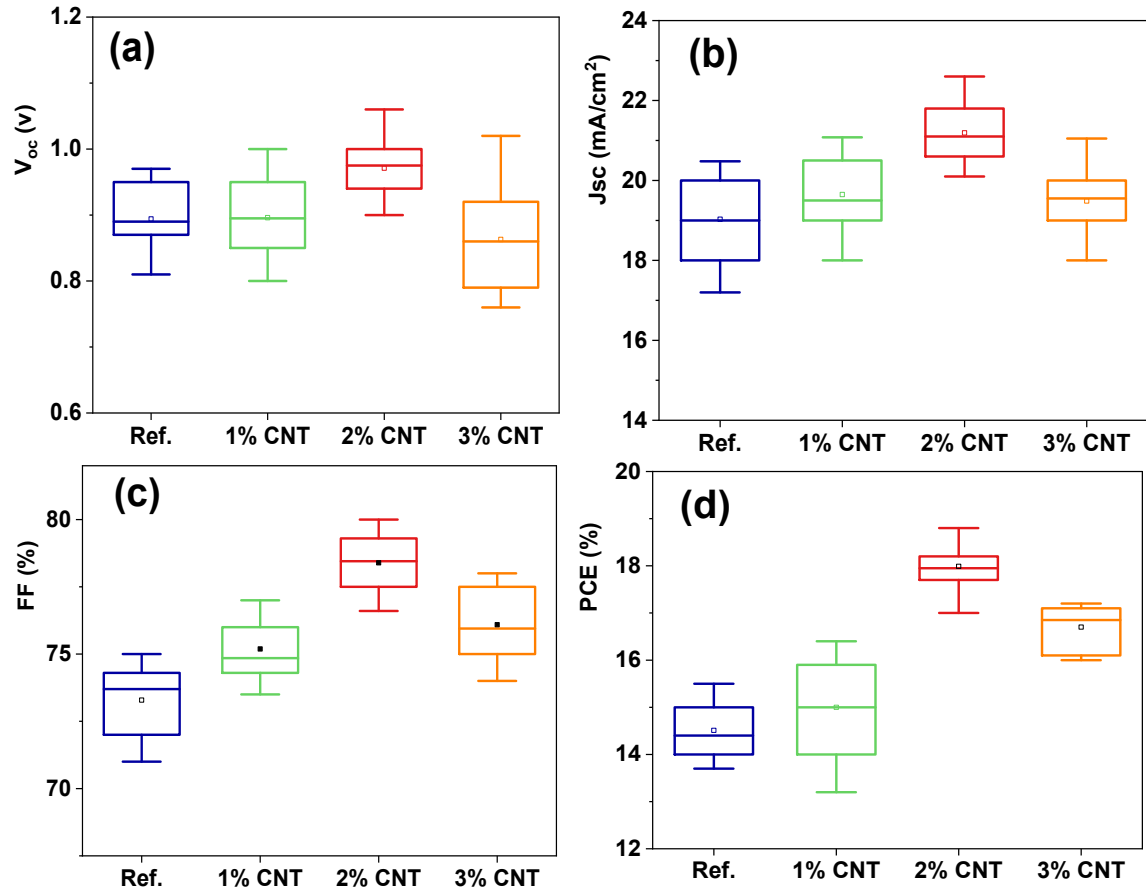 (a)
Voc (v)
1.2
1.0
0.8
0.6
Ref. 1% CNT 2% CNT 3% CNT
(b)
Jsc (mA/cm²)
24
22
20
18
16
14
Ref. 1% CNT 2% CNT 3% CNT
(c)
FF (%)
80
75
70
Ref. 1% CNT 2% CNT 3% CNT
(d)
PCE (%)
20
18
16
14
12
Ref. 1% CNT 2% CNT 3% CNT